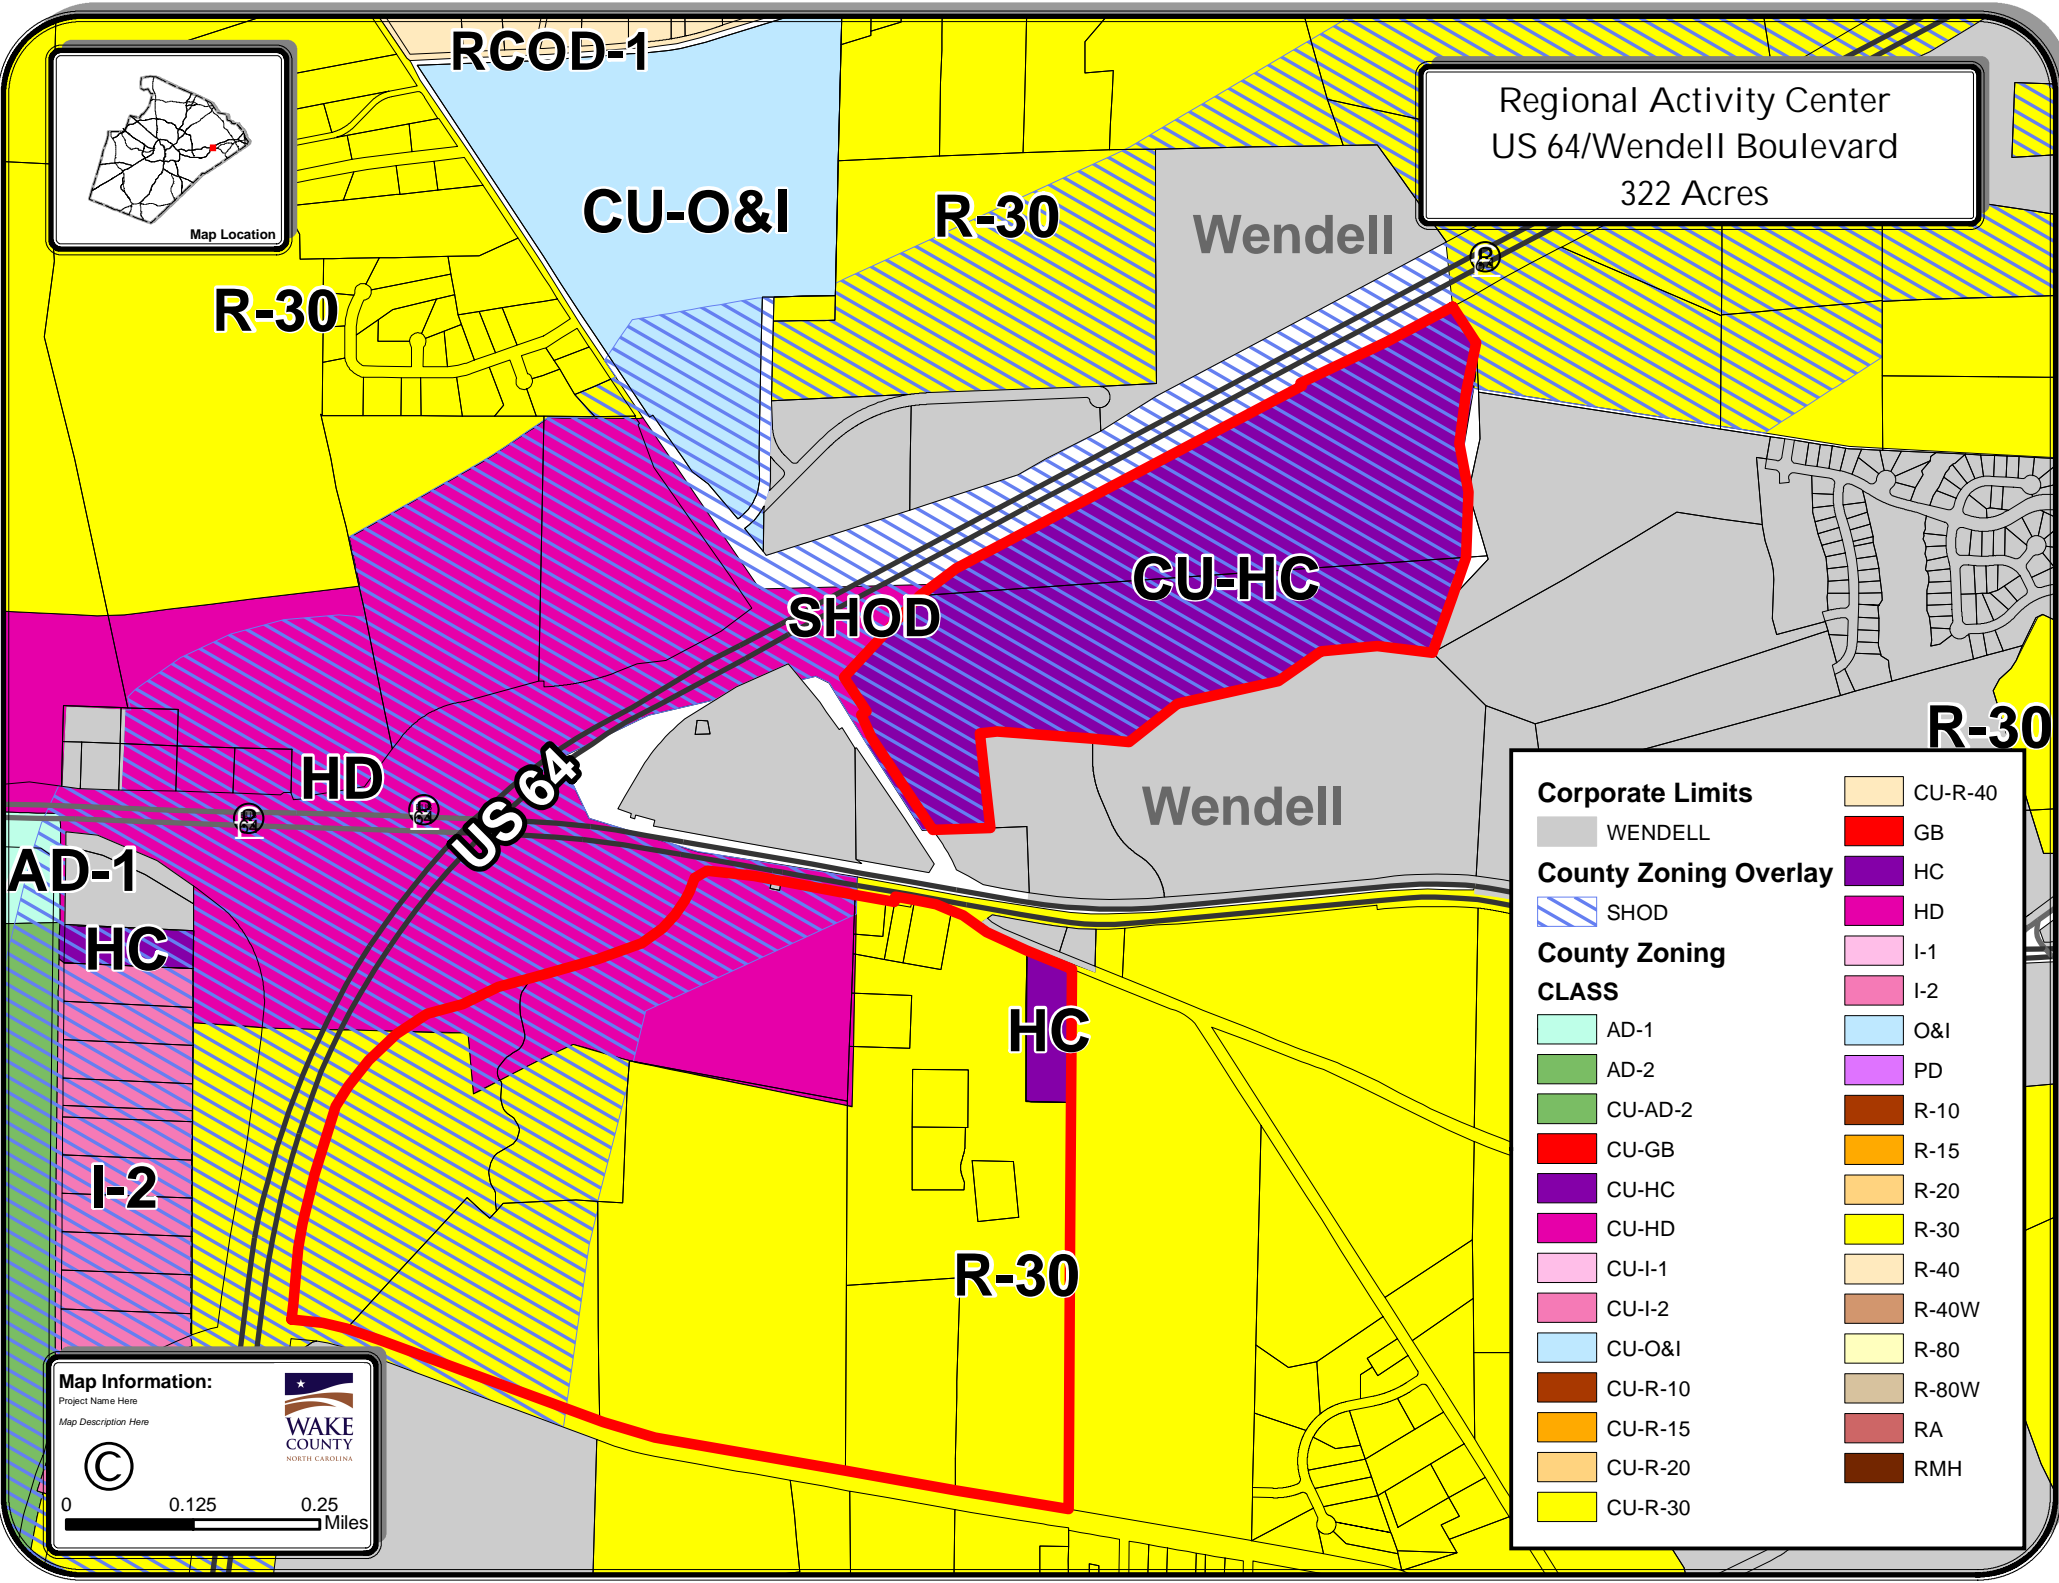 RCOD-1
Regional Activity Center
US 64/Wendell Boulevard
322 Acres
Map Location
CU-O&I
R-30
Wendell
R-30
64
CU-HC
SHOD
R-30
HD
US 64
Wendell
64
64
AD-1
HC
HC
I-2
R-30
Corporate Limits
WENDELL
County Zoning Overlay
SHOD
County Zoning
CLASS
AD-1
AD-2
CU-AD-2
CU-GB
CU-HC
CU-HD
CU-I-1
CU-I-2
CU-O&I
CU-R-10
CU-R-15
CU-R-20
CU-R-30
CU-R-40
GB
HC
HD
I-1
I-2
O&I
PD
R-10
R-15
R-20
R-30
R-40
R-40W
R-80
R-80W
RA
RMH
Map Information:
Project Name Here
Map Description Here
WAKE
COUNTY
NORTH CAROLINA
©
0 0.125 0.25
Miles